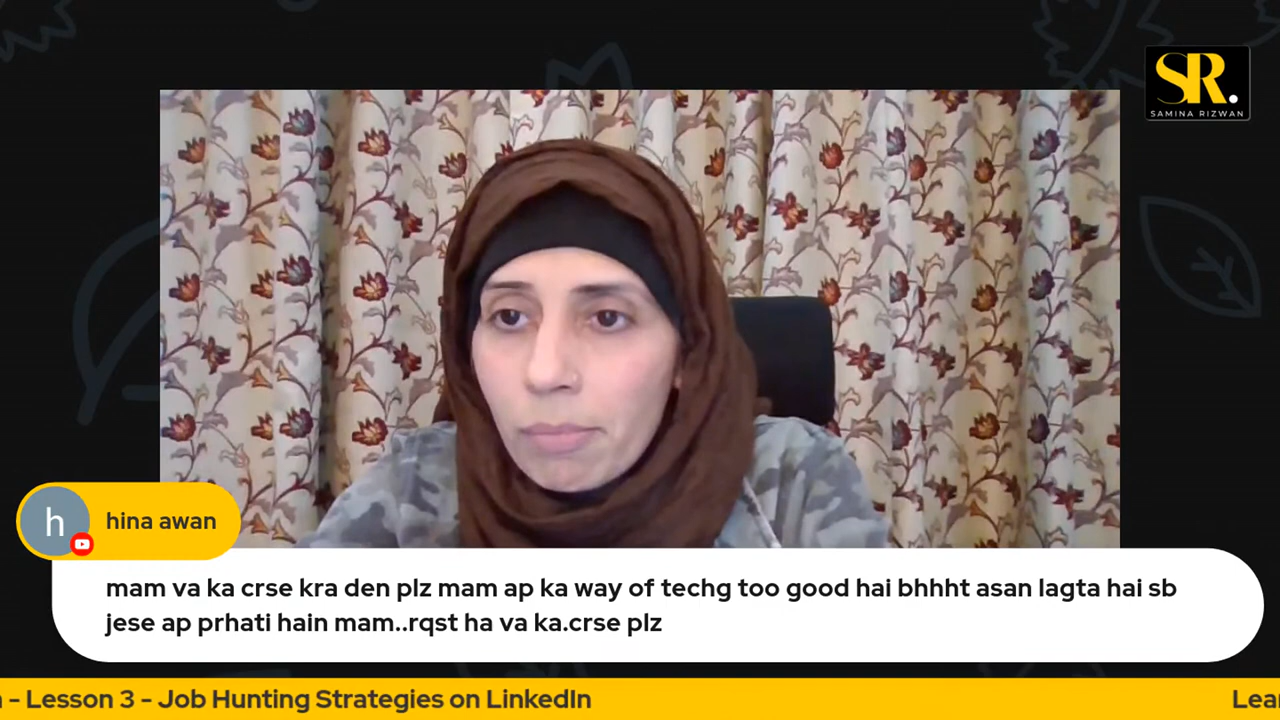 SR.
SAMINA RIZWAN
h
hina awan
mam va ka crse kra den plz mam ap ka way of techg too good hai bhhht asan lagta hai sb
jese ap prhati hain mam..rqst ha va ka.crse plz
- Lesson 3 - Job Hunting Strategies on LinkedIn